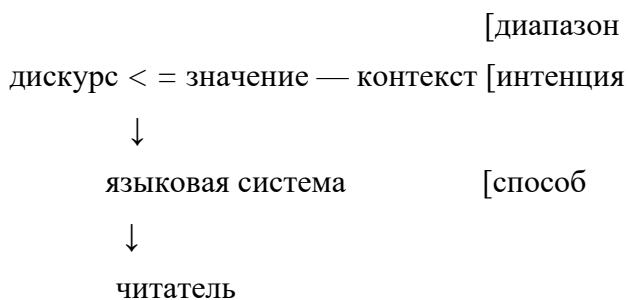 [диапазон
дискурс < = значение — контекст [интенция
↓
языковая система [способ
↓
читатель